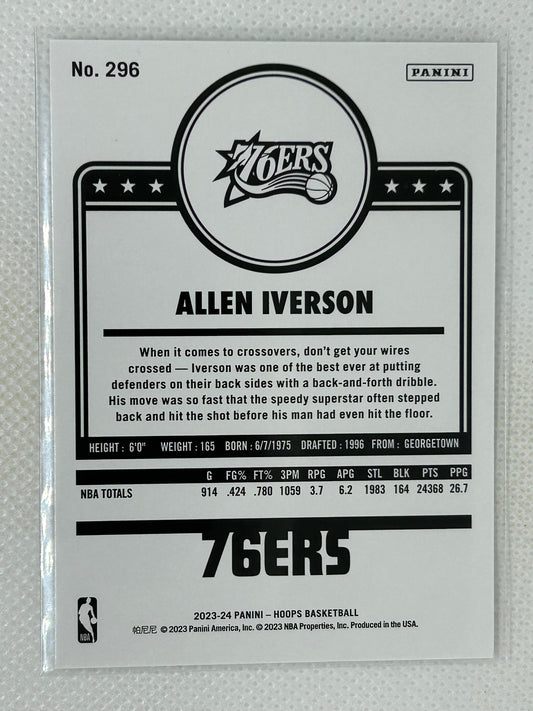 No. 296
PANINI
76ERS
ALLEN IVERSON
When it comes to crossovers, don't get your wires
crossed — Iverson was one of the best ever at putting
defenders on their back sides with a back-and-forth dribble.
His move was so fast that the speedy superstar often stepped
back and hit the shot before his man had even hit the floor.
HEIGHT: 6'0" WEIGHT: 165 BORN: 6/7/1975 DRAFTED: 1996 FROM: GEORGETOWN
G FG% FT% 3PM RPG APG STL BLK PTS PPG
NBA TOTALS 914 .424 .780 1059 3.7 6.2 1983 164 24368 26.7
76ERS
2023-24 PANINI – HOOPS BASKETBALL
帕尼尼 © 2023 Panini America, Inc. © 2023 NBA Properties, Inc. Produced in the USA.
NBA